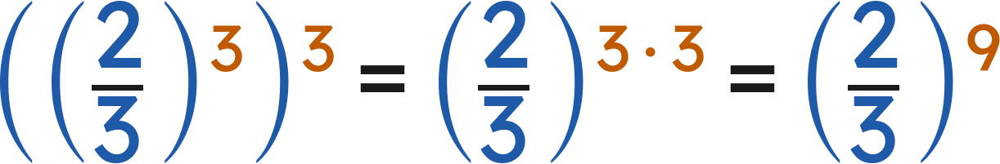 ((2/3)³)³ = (2/3)³·³ = (2/3)⁹